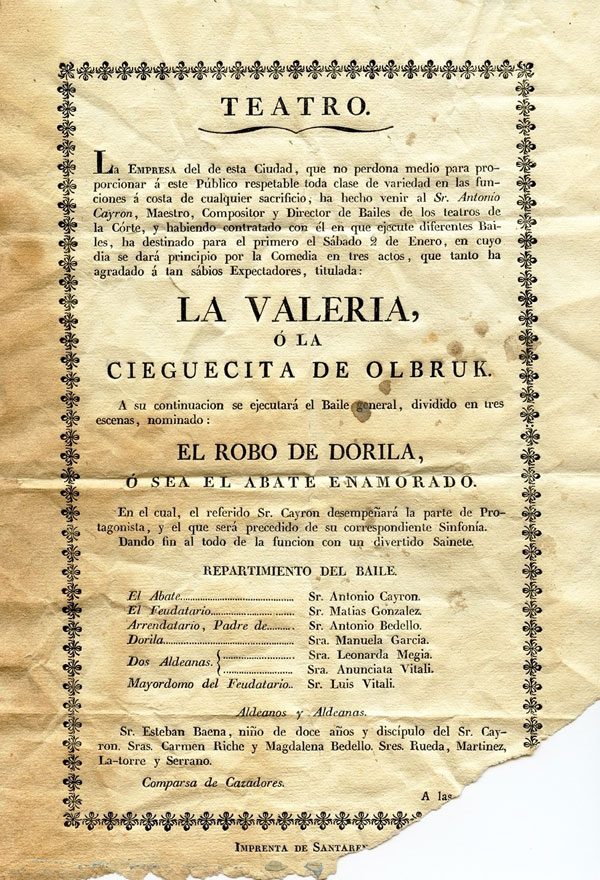 TEATRO.
La Empresa del de esta Ciudad, que no perdona medio para pro-
porcionar á este Público respetable toda clase de variedad en las fun-
ciones á costa de cualquier sacrificio, ha hecho venir al Sr. Antonio
Cayron, Maestro, Compositor y Director de Bailes de los teatros de
la Córte, y habiendo contratado con él en que ejecute diferentes Bai-
les, ha destinado para el primero el Sábado 2 de Enero, en cuyo
dia se dará principio por la Comedia en tres actos, que tanto ha
agradado á tan sábios Expectadores, titulada:
LA VALERIA,
Ó LA
CIEGUECITA DE OLBRUK.
A su continuacion se ejecutará el Baile general, dividido en tres
escenas, nominado:
EL ROBO DE DORILA,
Ó SEA EL ABATE ENAMORADO.
En el cual, el referido Sr. Cayron desempeñará la parte de Pro-
tagonista, y el que será precedido de su correspondiente Sinfonía.
Dando fin al todo de la funcion con un divertido Sainete.
REPARTIMIENTO DEL BAILE.
El Abate........................... Sr. Antonio Cayron.
El Feudatario.................... Sr. Matias Gonzalez.
Arrendatario, Padre de....... Sr. Antonio Bedello.
Dorila............................... Sra. Manuela Garcia.
Dos Aldeanas. { ................. Sra. Leonarda Megia.
................. Sra. Anunciata Vitali.
Mayordomo del Feudatario.. Sr. Luis Vitali.
Aldeanos y Aldeanas.
Sr. Esteban Baena, niño de doce años y discípulo del Sr. Cay-
ron. Sras. Carmen Riche y Magdalena Bedello. Sres. Rueda, Martinez,
La-torre y Serrano.
Comparsa de Cazadores.
A las
Imprenta de Santaren